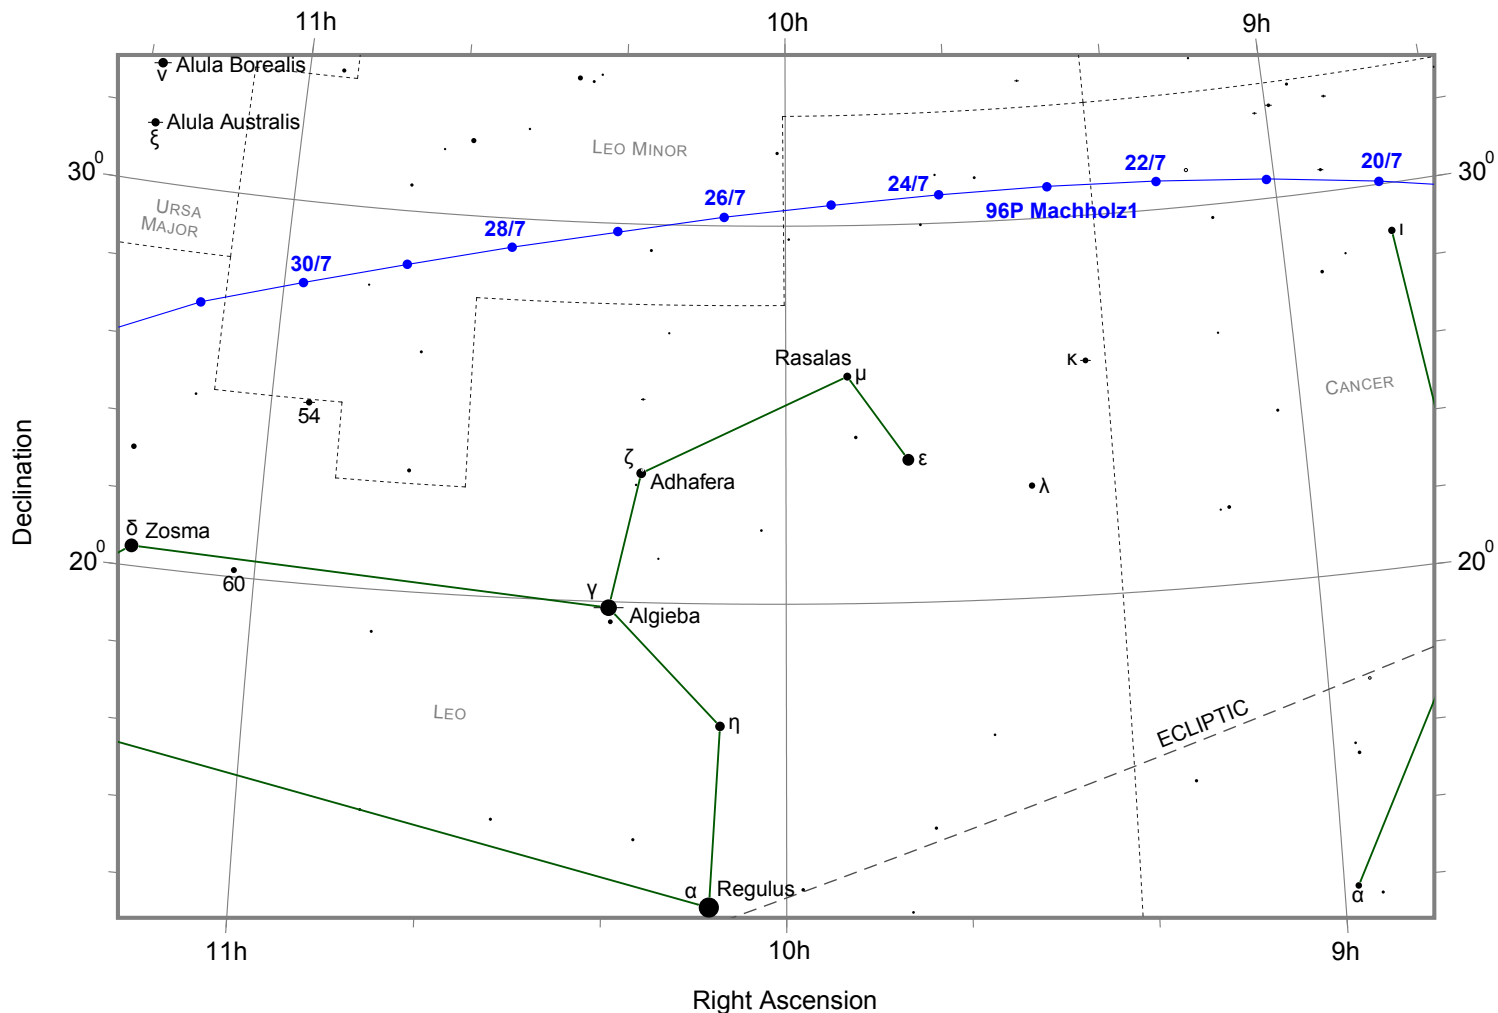 11h
10h
9h
ν
Alula Borealis
Alula Australis
ξ
LEO MINOR
30⁰
30⁰
22/7
20/7
24/7
26/7
96P Machholz1
URSA
MAJOR
28/7
30/7
ι
Rasalas
μ
κ
CANCER
54
ζ
Adhafera
ε
λ
Declination
δ
Zosma
20⁰
20⁰
60
γ
Algieba
LEO
η
ECLIPTIC
α
Regulus
α
11h
10h
9h
Right Ascension